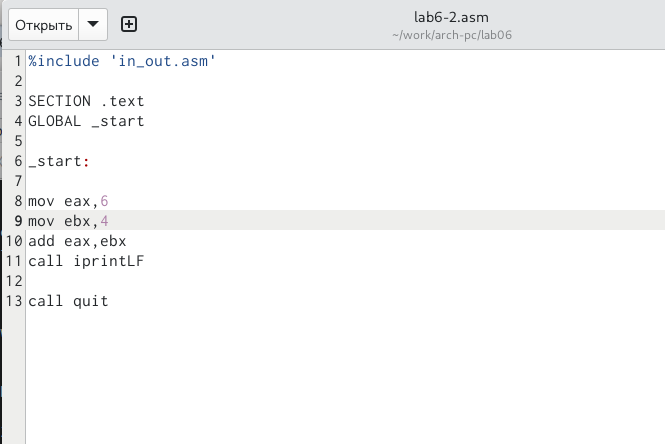 Открыть
lab6-2.asm
~/work/arch-pc/lab06
1 %include 'in_out.asm'
2
3 SECTION .text
4 GLOBAL _start
5
6 _start:
7
8 mov eax,6
9 mov ebx,4
10 add eax,ebx
11 call iprintLF
12
13 call quit